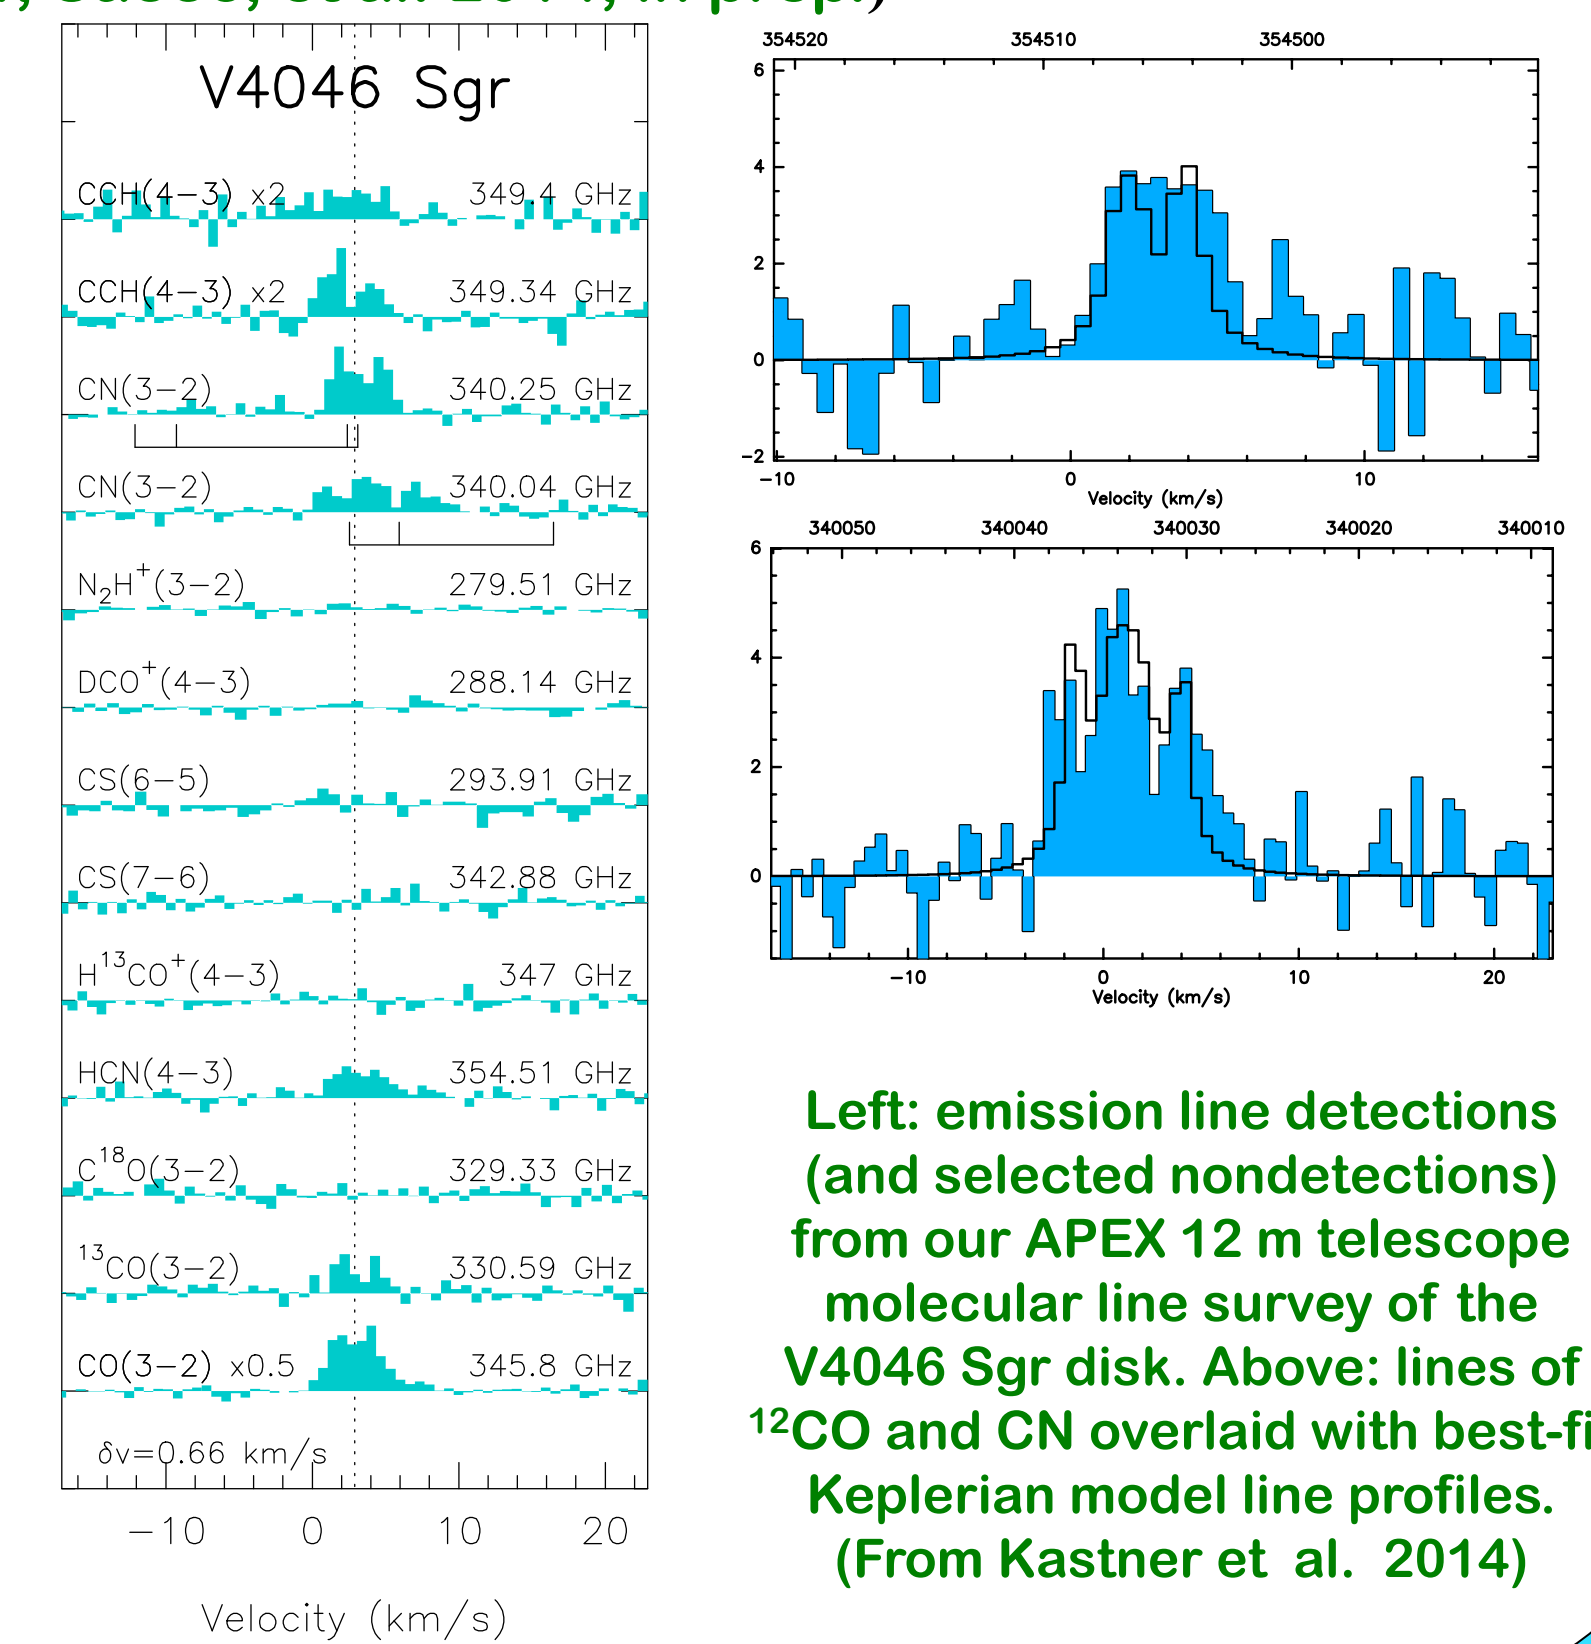 2014, in prep.)
V4046 Sgr
CCH(4−3) x2 349.4 GHz
CCH(4−3) x2 349.34 GHz
CN(3−2) 340.25 GHz
CN(3−2) 340.04 GHz
N₂H⁺(3−2) 279.51 GHz
DCO⁺(4−3) 288.14 GHz
CS(6−5) 293.91 GHz
CS(7−6) 342.88 GHz
H¹³CO⁺(4−3) 347 GHz
HCN(4−3) 354.51 GHz
C¹⁸O(3−2) 329.33 GHz
¹³CO(3−2) 330.59 GHz
CO(3−2) x0.5 345.8 GHz
δv=0.66 km/s
−10 0 10 20
Velocity (km/s)
354520 354510 354500
6
4
2
0
−2
−10 0 10
Velocity (km/s)
340050 340040 340030 340020 340010
6
4
2
0
−10 0 10 20
Velocity (km/s)
Left: emission line detections
(and selected nondetections)
from our APEX 12 m telescope
molecular line survey of the
V4046 Sgr disk. Above: lines of
¹²CO and CN overlaid with best-fi
Keplerian model line profiles.
(From Kastner et al. 2014)